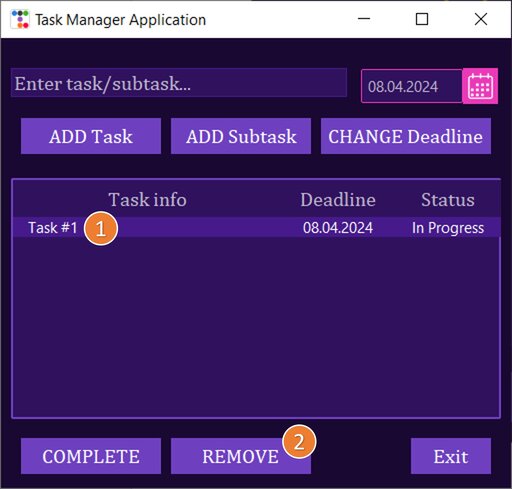 Task Manager Application
Enter task/subtask...
08.04.2024
ADD Task ADD Subtask CHANGE Deadline
Task info Deadline Status
Task #1 1 08.04.2024 In Progress
2
COMPLETE REMOVE Exit